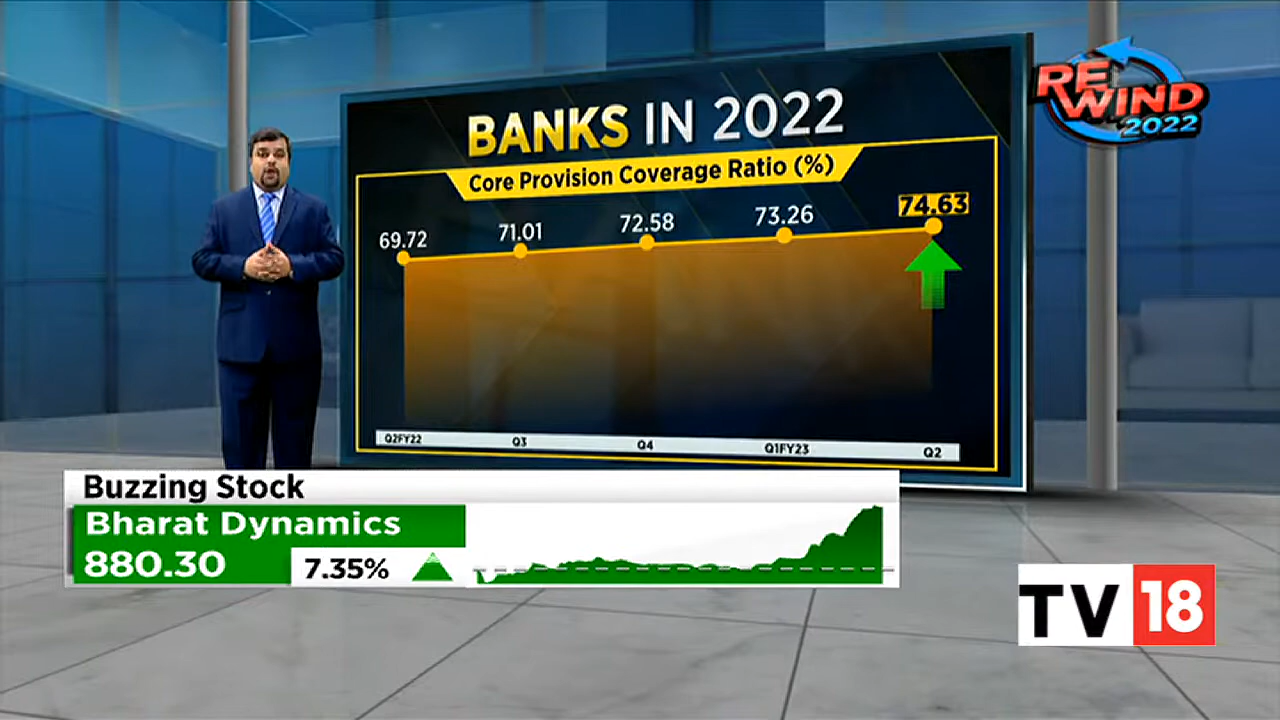 BANKS IN 2022
Core Provision Coverage Ratio (%)
69.72
71.01
72.58
73.26
74.63
Q2FY22
Q3
Q4
Q1FY23
Q2
REWIND
2022
Buzzing Stock
Bharat Dynamics
880.30
7.35%
TV18